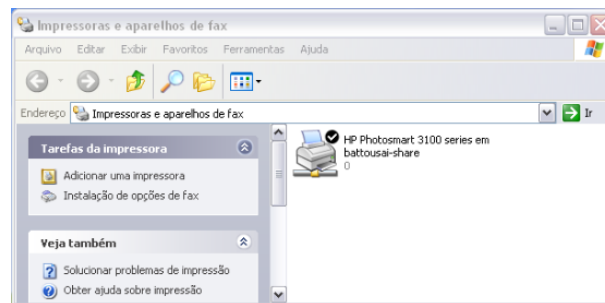 Impressoras e aparelhos de fax
Arquivo Editar Exibir Favoritos Ferramentas Ajuda
Endereço Impressoras e aparelhos de fax Ir
Tarefas da impressora
Adicionar uma impressora
Instalação de opções de fax
Veja também
Solucionar problemas de impressão
Obter ajuda sobre impressão
HP Photosmart 3100 series em
battousai-share
0